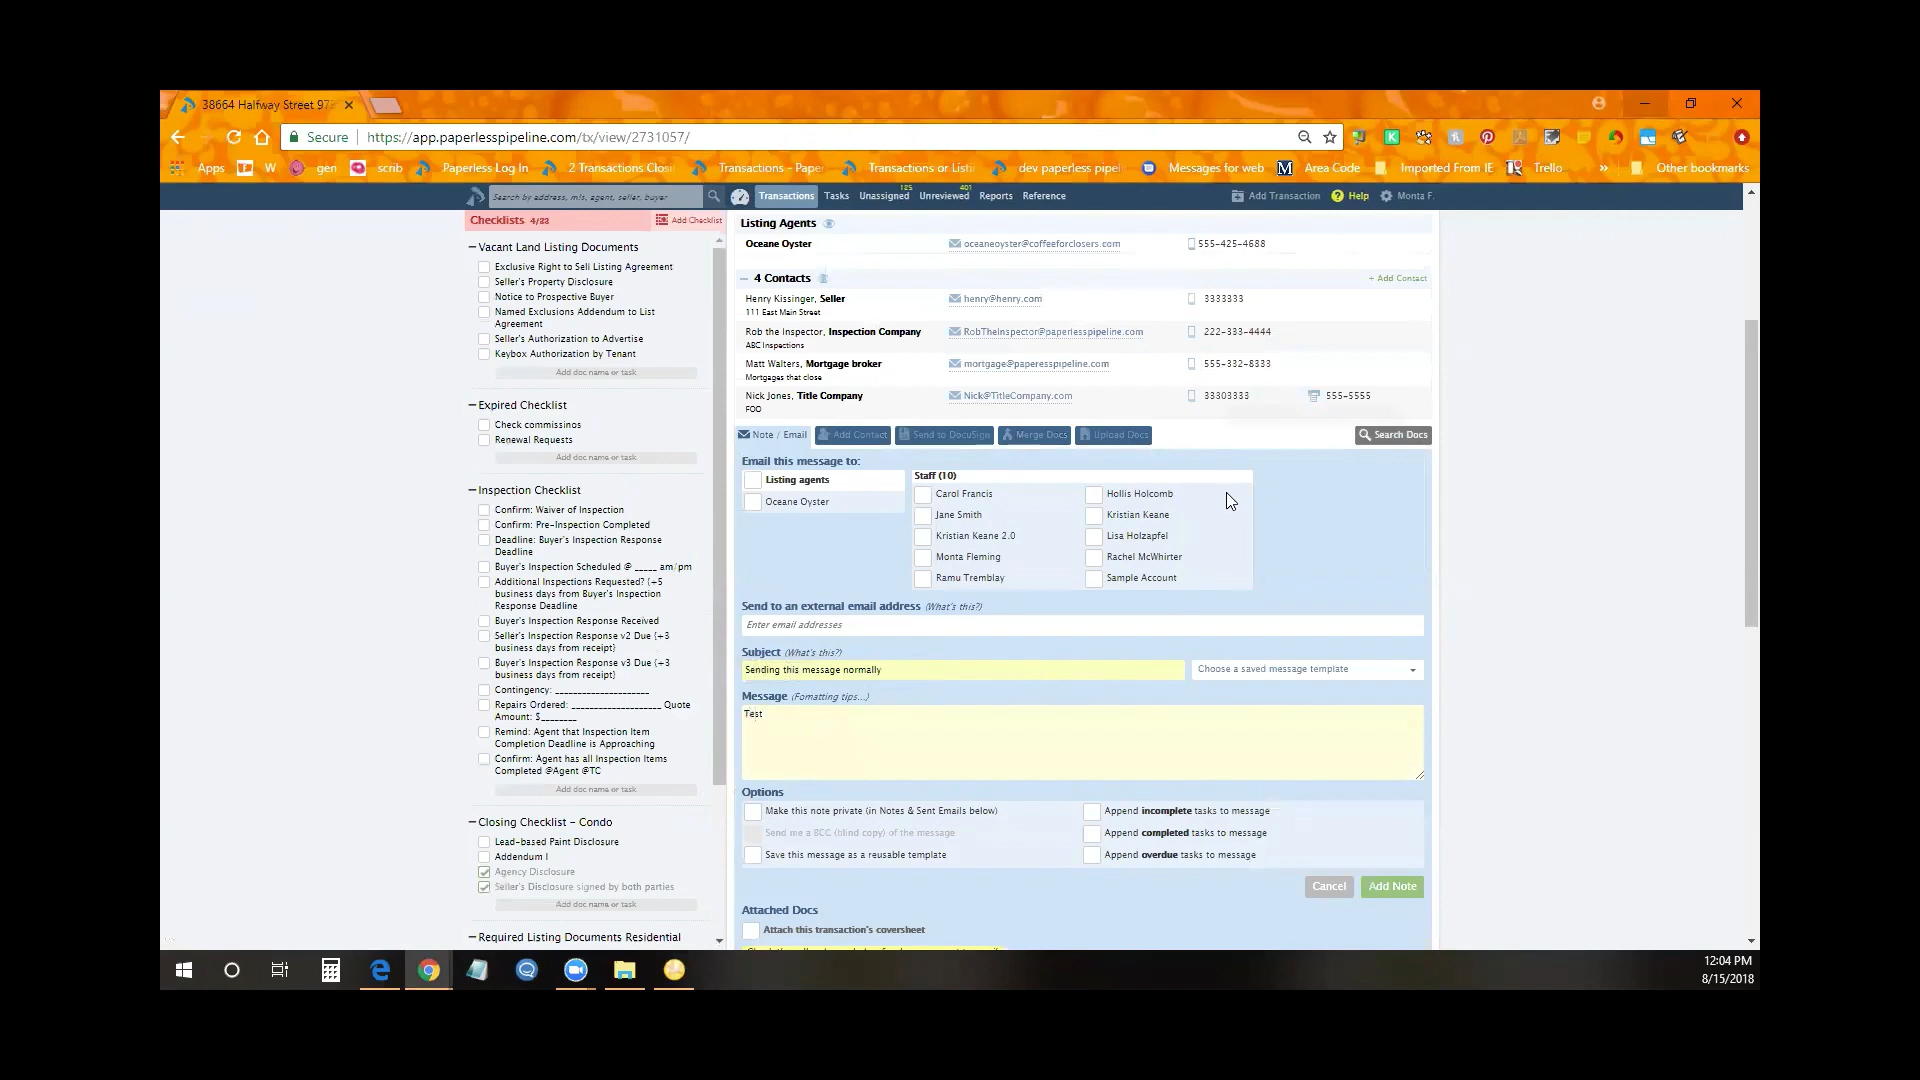 38664 Halfway Street 973
Secure https://app.paperlesspipeline.com/tx/view/2731057/
Apps W gen scrib Paperless Log In 2 Transactions Closi Transactions - Pape Transactions or Listi dev paperless pipel Messages for web M Area Code Imported From IE Trello » Other bookmarks
Search by address, mls, agent, seller, buyer Transactions Tasks Unassigned 125 Unreviewed 401 Reports Reference Add Transaction Help Monta F.
Checklists 4/22 Add Checklist
Vacant Land Listing Documents
Exclusive Right to Sell Listing Agreement
Seller's Property Disclosure
Notice to Prospective Buyer
Named Exclusions Addendum to List
Agreement
Seller's Authorization to Advertise
Keybox Authorization by Tenant
Add doc name or task
Expired Checklist
Check commissinos
Renewal Requests
Add doc name or task
Inspection Checklist
Confirm: Waiver of Inspection
Confirm: Pre-Inspection Completed
Deadline: Buyer's Inspection Response
Deadline
Buyer's Inspection Scheduled @ _____ am/pm
Additional Inspections Requested? (+5
business days from Buyer's Inspection
Response Deadline
Buyer's Inspection Response Received
Seller's Inspection Response v2 Due (+3
business days from receipt)
Buyer's Inspection Response v3 Due (+3
business days from receipt)
Contingency: ____________________
Repairs Ordered: ___________________ Quote
Amount: $________
Remind: Agent that Inspection Item
Completion Deadline is Approaching
Confirm: Agent has all Inspection Items
Completed @Agent @TC
Add doc name or task
Closing Checklist - Condo
Lead-based Paint Disclosure
Addendum I
Agency Disclosure
Seller's Disclosure signed by both parties
Add doc name or task
Required Listing Documents Residential
Listing Agents
Oceane Oyster oceaneoyster@coffeeforclosers.com 555-425-4688
4 Contacts + Add Contact
Henry Kissinger, Seller henry@henry.com 3333333
111 East Main Street
Rob the Inspector, Inspection Company RobTheInspector@paperlesspipeline.com 222-333-4444
ABC Inspections
Matt Walters, Mortgage broker mortgage@paperesspipeline.com 555-332-8333
Mortgages that close
Nick Jones, Title Company Nick@TitleCompany.com 33303333 555-5555
FOO
Note / Email Add Contact Send to DocuSign Merge Docs Upload Docs Search Docs
Email this message to:
Listing agents
Oceane Oyster
Staff (10)
Carol Francis Hollis Holcomb
Jane Smith Kristian Keane
Kristian Keane 2.0 Lisa Holzapfel
Monta Fleming Rachel McWhirter
Ramu Tremblay Sample Account
Send to an external email address (What's this?)
Enter email addresses
Subject (What's this?)
Sending this message normally Choose a saved message template
Message (Fomatting tips...)
Test
Options
Make this note private (in Notes & Sent Emails below) Append incomplete tasks to message
Send me a BCC (blind copy) of the message Append completed tasks to message
Save this message as a reusable template Append overdue tasks to message
Cancel Add Note
Attached Docs
Attach this transaction's coversheet
12:04 PM
8/15/2018